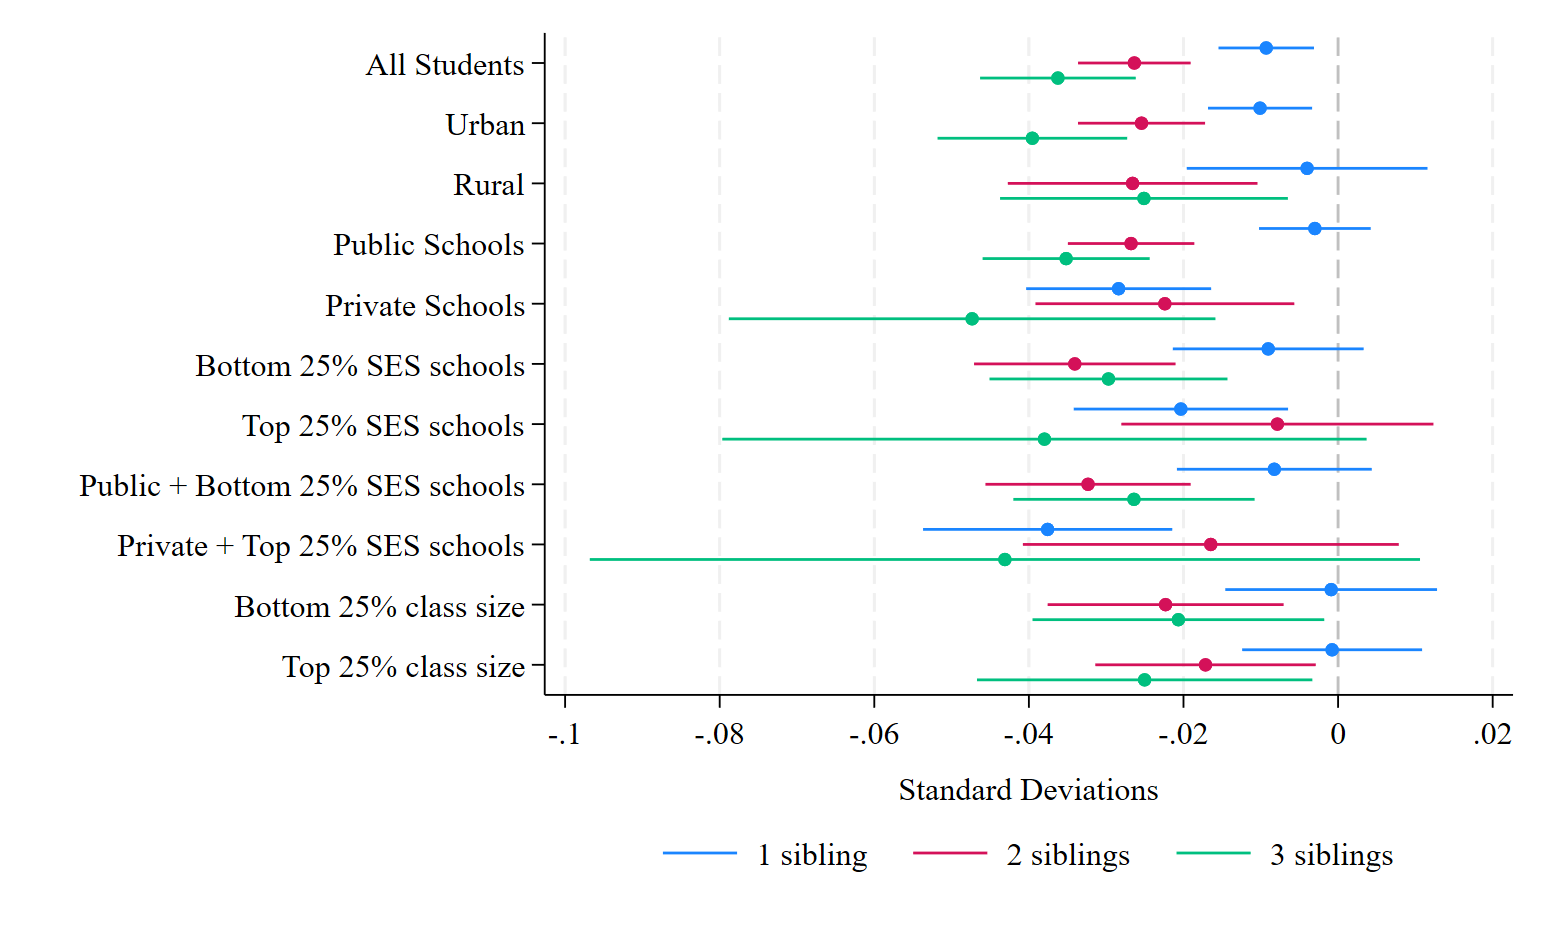 All Students
Urban
Rural
Public Schools
Private Schools
Bottom 25% SES schools
Top 25% SES schools
Public + Bottom 25% SES schools
Private + Top 25% SES schools
Bottom 25% class size
Top 25% class size
-.1 -.08 -.06 -.04 -.02 0 .02
Standard Deviations
1 sibling 2 siblings 3 siblings